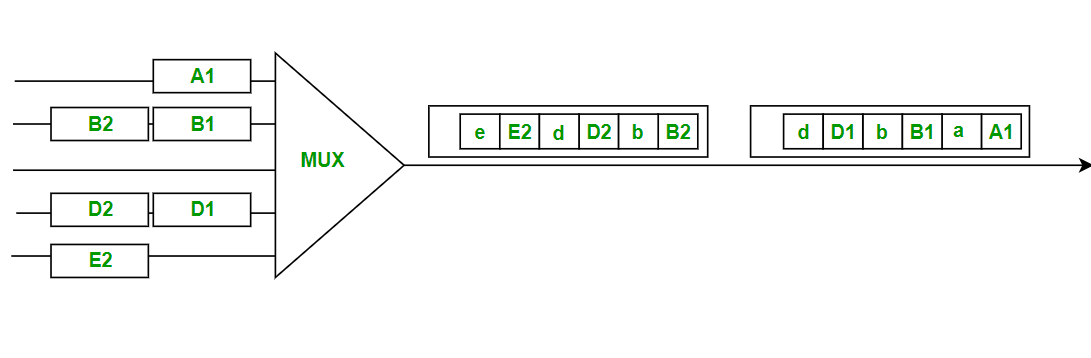 A1
B2 B1
D2 D1
E2
MUX
e E2 d D2 b B2
d D1 b B1 a A1